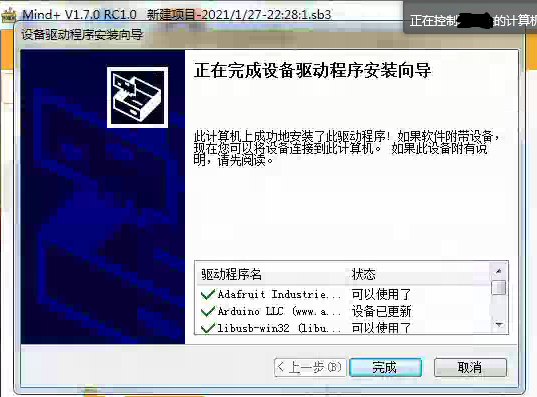 Mind+ V1.7.0 RC1.0 新建项目-2021/1/27-22:28:1.sb3
正在控制 的计算机
设备驱动程序安装向导
正在完成设备驱动程序安装向导
此计算机上成功地安装了此驱动程序!如果软件附带设备,
现在您可以将设备连接到此计算机。 如果此设备附有说
明,请先阅读。
驱动程序名 状态
Adafruit Industrie... 可以使用了
Arduino LLC (www.a... 设备已更新
libusb-win32 (libu... 可以使用了
<上一步(B) 完成 取消